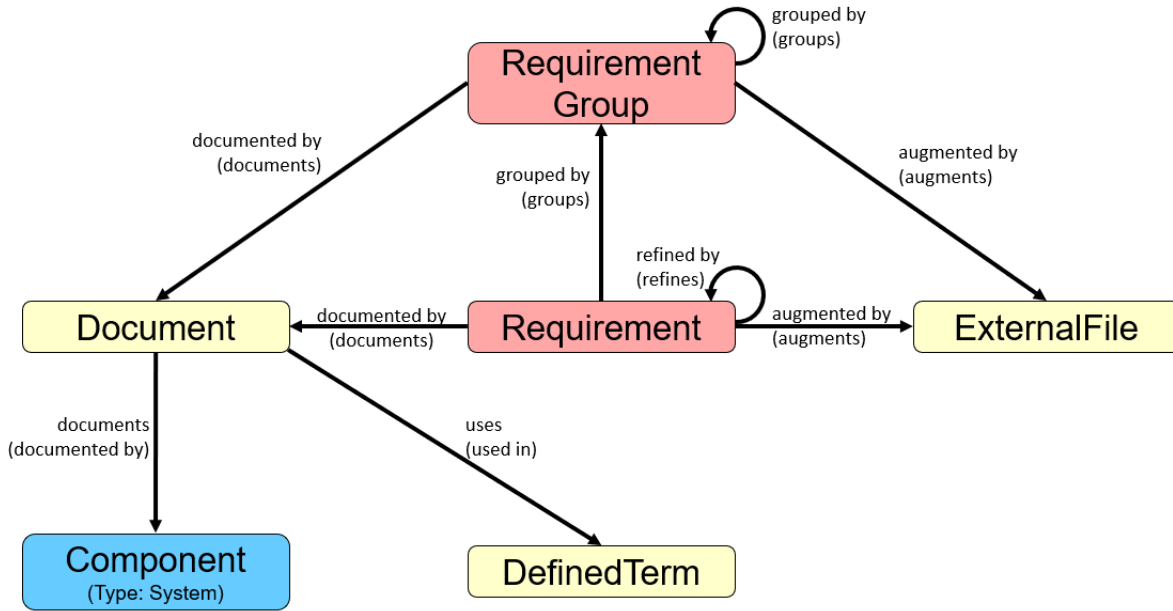 grouped by
(groups)
Requirement
Group
documented by
(documents)
augmented by
(augments)
grouped by
(groups)
refined by
(refines)
Document
documented by
(documents)
Requirement
augmented by
(augments)
ExternalFile
documents
(documented by)
uses
(used in)
Component
(Type: System)
DefinedTerm